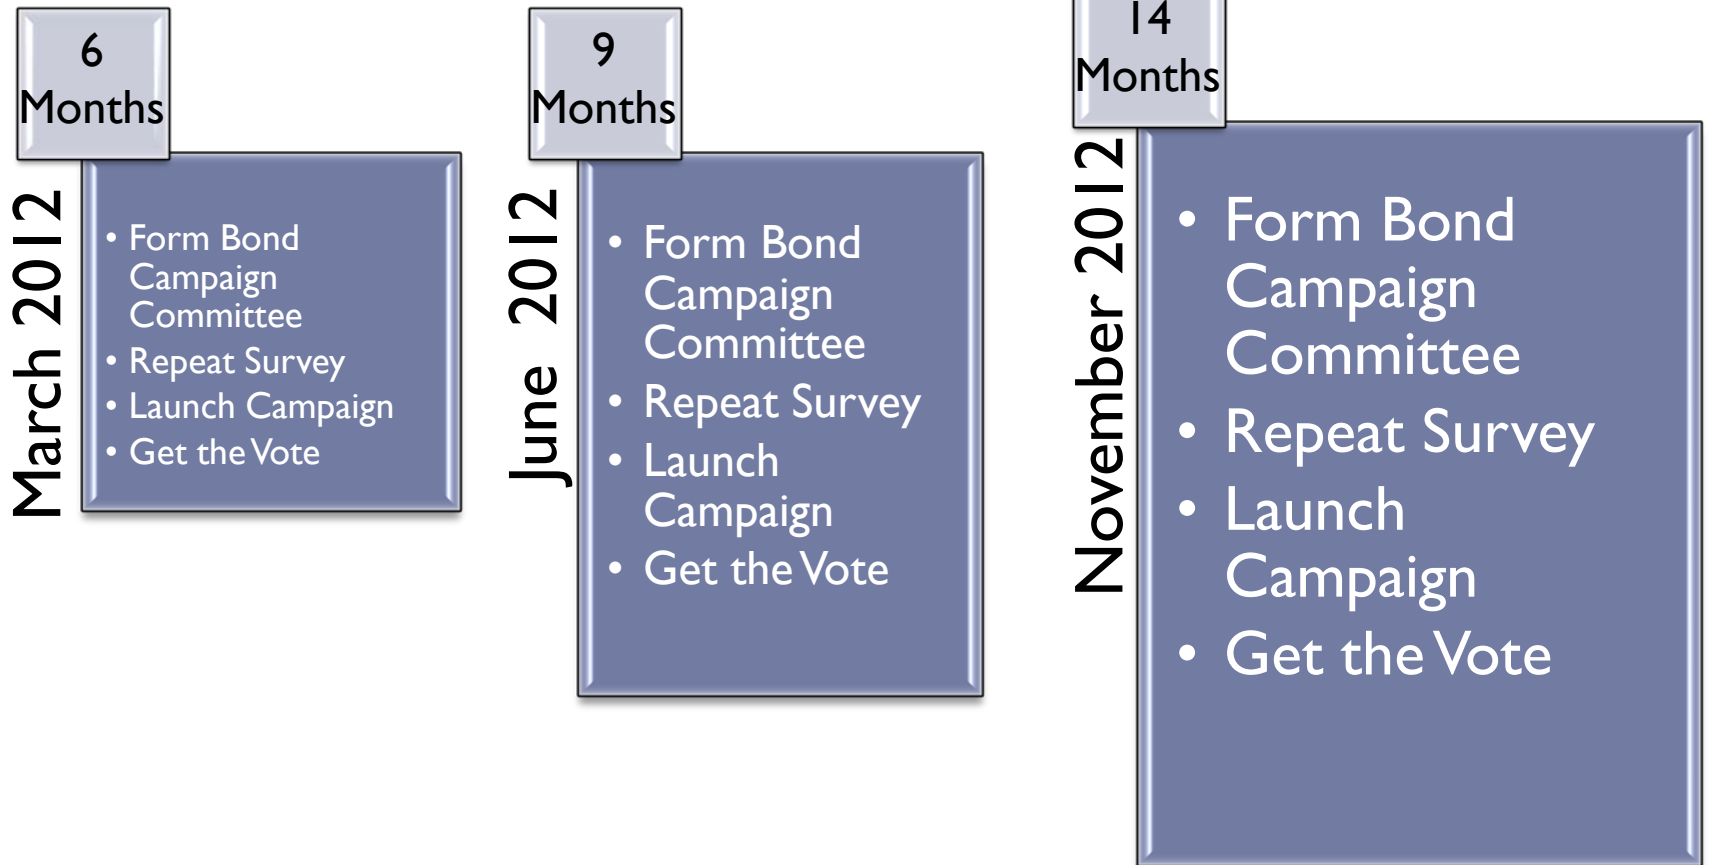 6
Months
March 2012
• Form Bond
Campaign
Committee
• Repeat Survey
• Launch Campaign
• Get the Vote
9
Months
June 2012
• Form Bond
Campaign
Committee
• Repeat Survey
• Launch
Campaign
• Get the Vote
14
Months
November 2012
• Form Bond
Campaign
Committee
• Repeat Survey
• Launch
Campaign
• Get the Vote